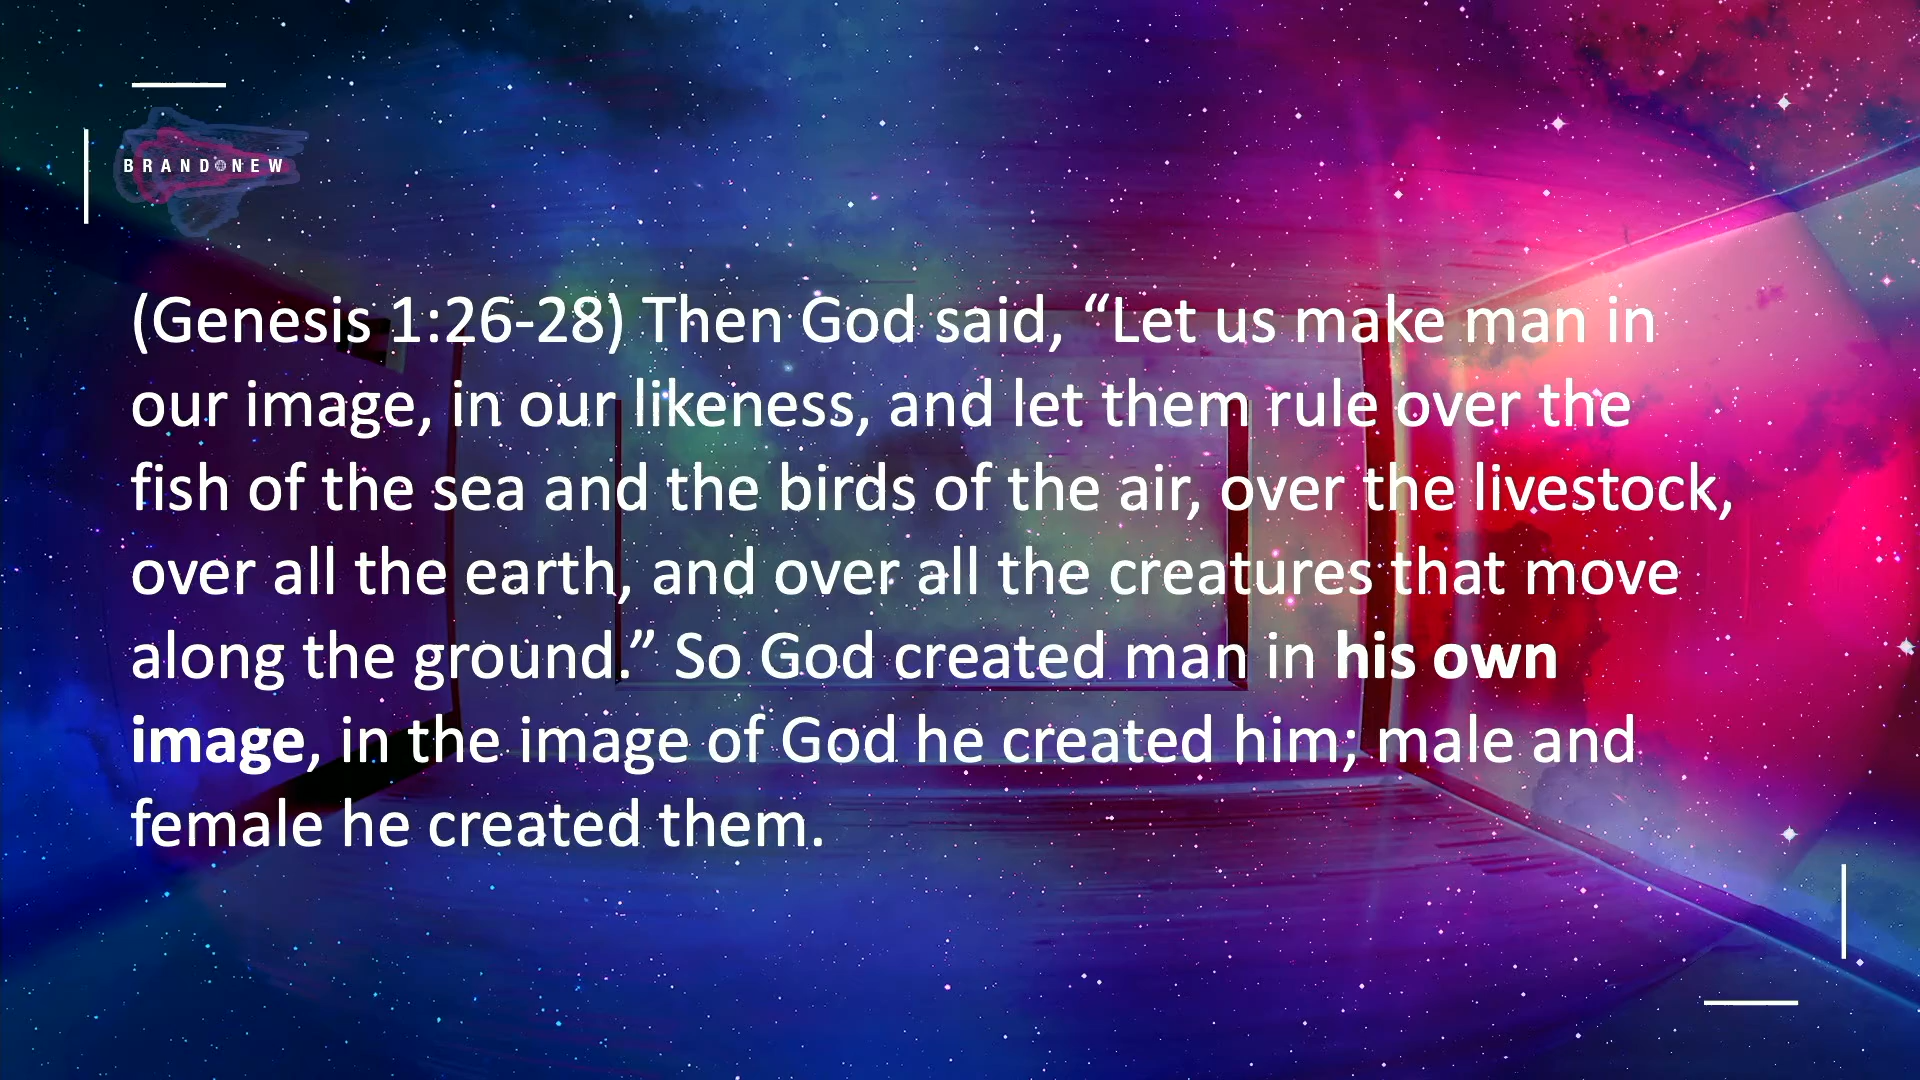 BRAND NEW
(Genesis 1:26-28) Then God said, “Let us make man in
our image, in our likeness, and let them rule over the
fish of the sea and the birds of the air, over the livestock,
over all the earth, and over all the creatures that move
along the ground.” So God created man in his own
image, in the image of God he created him; male and
female he created them.